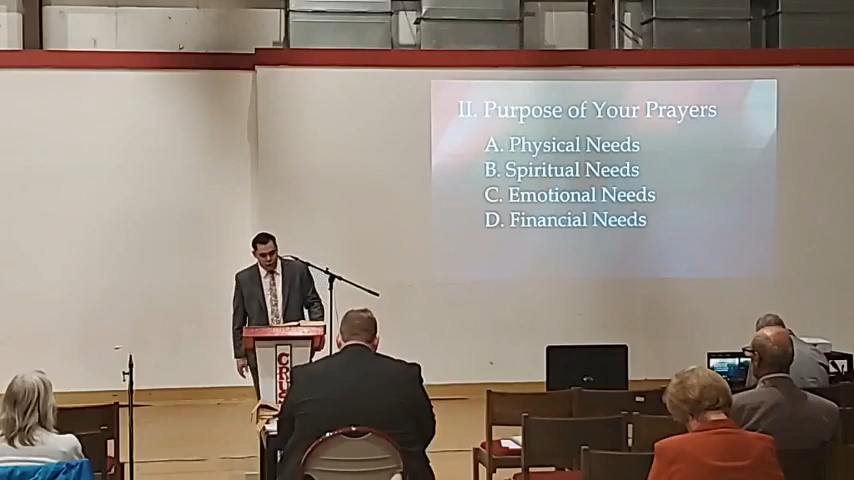 II. Purpose of Your Prayers
A. Physical Needs
B. Spiritual Needs
C. Emotional Needs
D. Financial Needs